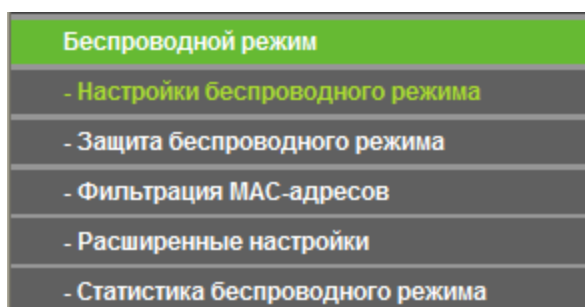 Беспроводной режим
- Настройки беспроводного режима
- Защита беспроводного режима
- Фильтрация MAC-адресов
- Расширенные настройки
- Статистика беспроводного режима